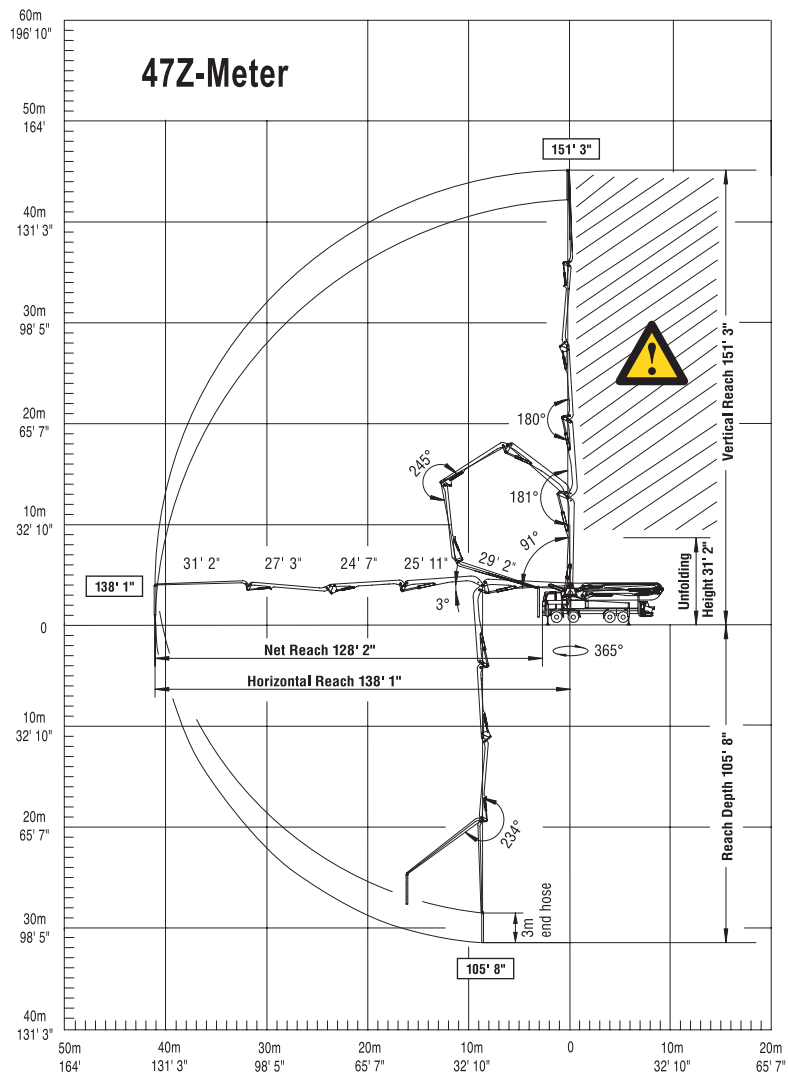 60m
196' 10"
47Z-Meter
50m
164'
151' 3"
40m
131' 3"
30m
98' 5"
Vertical Reach 151' 3"
20m
65' 7"
180°
245°
181°
10m
32' 10"
91°
Unfolding
Height 31' 2"
31' 2"
27' 3"
24' 7"
25' 11"
29' 2"
138' 1"
3°
0
Net Reach 128' 2"
365°
Horizontal Reach 138' 1"
10m
32' 10"
Reach Depth 105' 8"
20m
65' 7"
234°
30m
98' 5"
3m
end hose
105' 8"
40m
131' 3"
50m
40m
30m
20m
10m
0
10m
20m
164'
131' 3"
98' 5"
65' 7"
32' 10"
32' 10"
65' 7"
!